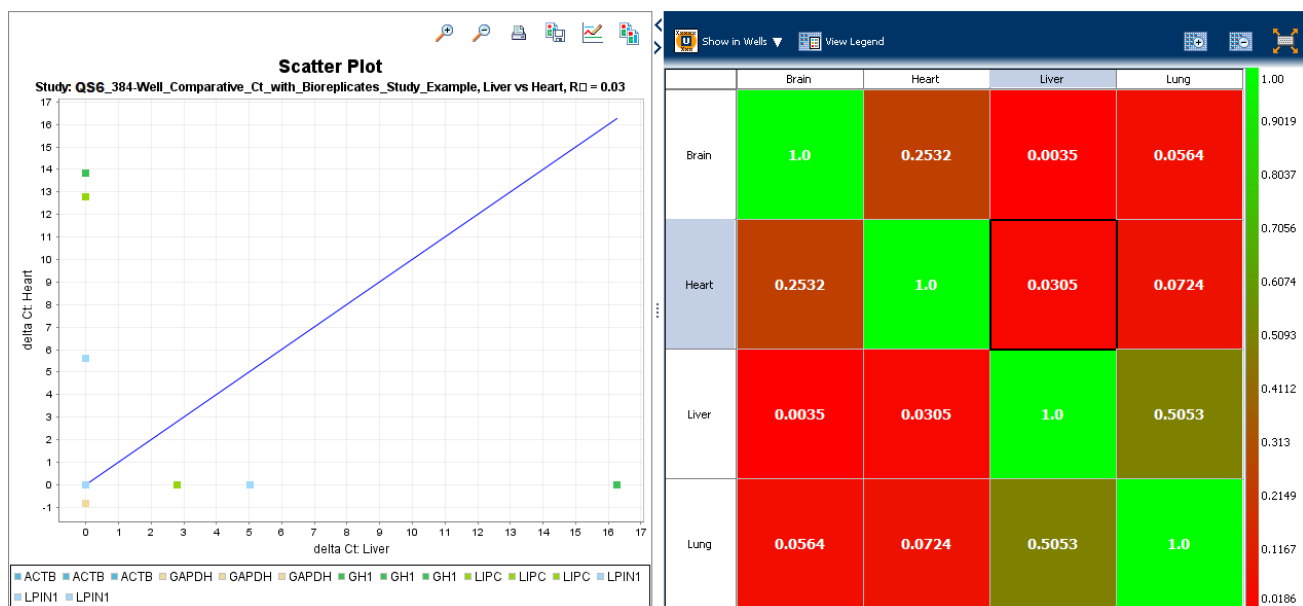 Scatter Plot
Study: QS6_384-Well_Comparative_Ct_with_Bioreplicates_Study_Example, Liver vs Heart, R□ = 0.03
17
16
15
14
13
12
11
10
9
8
7
6
5
4
3
2
1
0
-1
delta Ct: Heart
0 1 2 3 4 5 6 7 8 9 10 11 12 13 14 15 16 17
delta Ct: Liver
ACTB ACTB ACTB GAPDH GAPDH GAPDH GH1 GH1 GH1 LIPC LIPC LIPC LPIN1
LPIN1 LPIN1
U Show in Wells ▼ View Legend
Brain Heart Liver Lung
Brain 1.0 0.2532 0.0035 0.0564
Heart 0.2532 1.0 0.0305 0.0724
Liver 0.0035 0.0305 1.0 0.5053
Lung 0.0564 0.0724 0.5053 1.0
1.00
0.9019
0.8037
0.7056
0.6074
0.5093
0.4112
0.313
0.2149
0.1167
0.0186